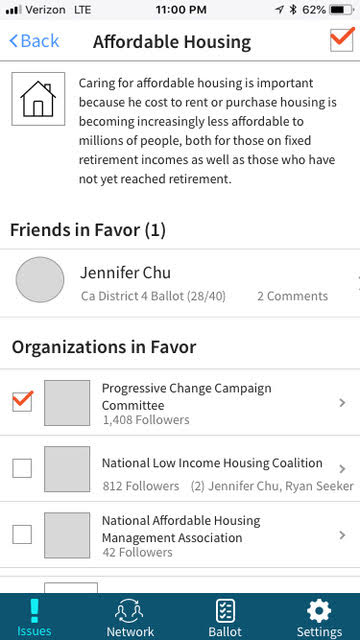 Verizon LTE 11:00 PM 62%
Back Affordable Housing
Caring for affordable housing is important
because he cost to rent or purchase housing is
becoming increasingly less affordable to
millions of people, both for those on fixed
retirement incomes as well as those who have
not yet reached retirement.
Friends in Favor (1)
Jennifer Chu
Ca District 4 Ballot (28/40) 2 Comments
Organizations in Favor
Progressive Change Campaign
Committee
1,408 Followers
National Low Income Housing Coalition
812 Followers (2) Jennifer Chu, Ryan Seeker
National Affordable Housing
Management Association
42 Followers
Issues Network Ballot Settings